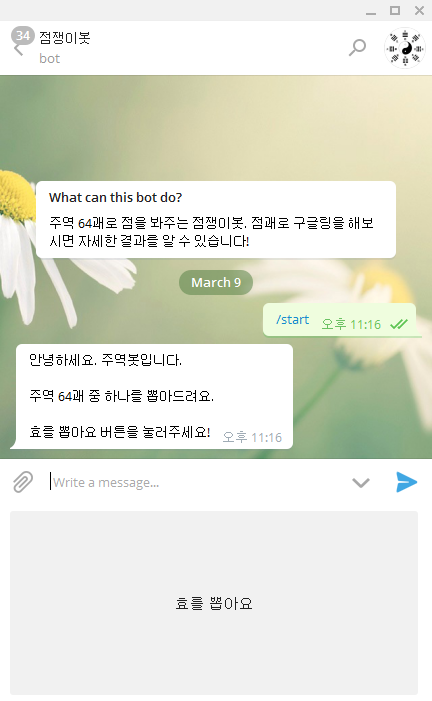 34
점쟁이봇
bot
What can this bot do?
주역 64괘로 점을 봐주는 점쟁이봇. 점괘로 구글링을 해보
시면 자세한 결과를 알 수 있습니다!
March 9
/start 오후 11:16
안녕하세요. 주역봇입니다.
주역 64괘 중 하나를 뽑아드려요.
효를 뽑아요 버튼을 눌러주세요! 오후 11:16
Write a message...
효를 뽑아요